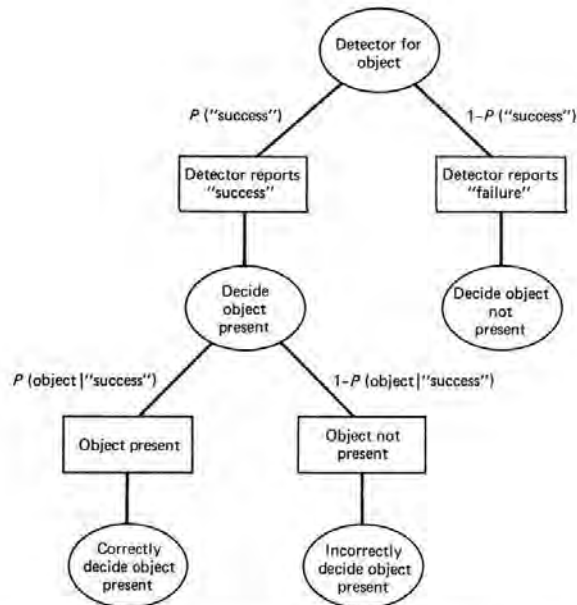 Detector for
object
P ("success")
1-P ("success")
Detector reports
"success"
Detector reports
"failure"
Decide
object
present
Decide object
not
present
P (object|"success")
1-P (object|"success")
Object present
Object not
present
Correctly
decide object
present
Incorrectly
decide object
present